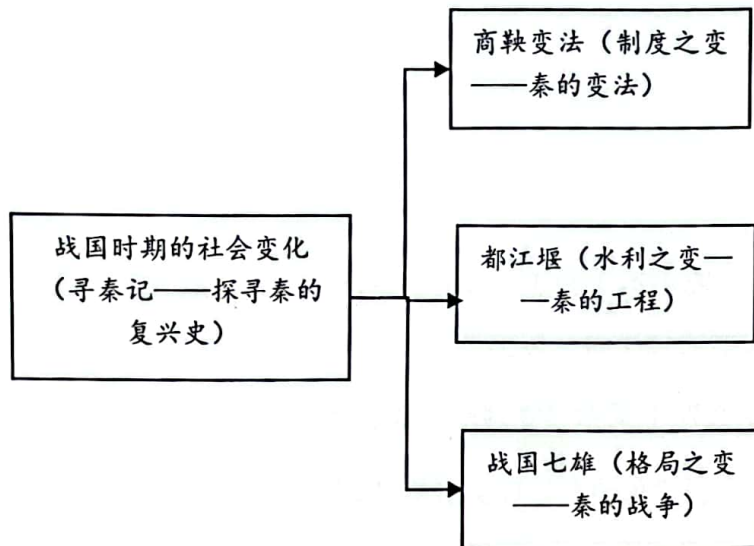 商鞅变法（制度之变
——秦的变法）
战国时期的社会变化
（寻秦记——探寻秦的
复兴史）
都江堰（水利之变—
—秦的工程）
战国七雄（格局之变
——秦的战争）